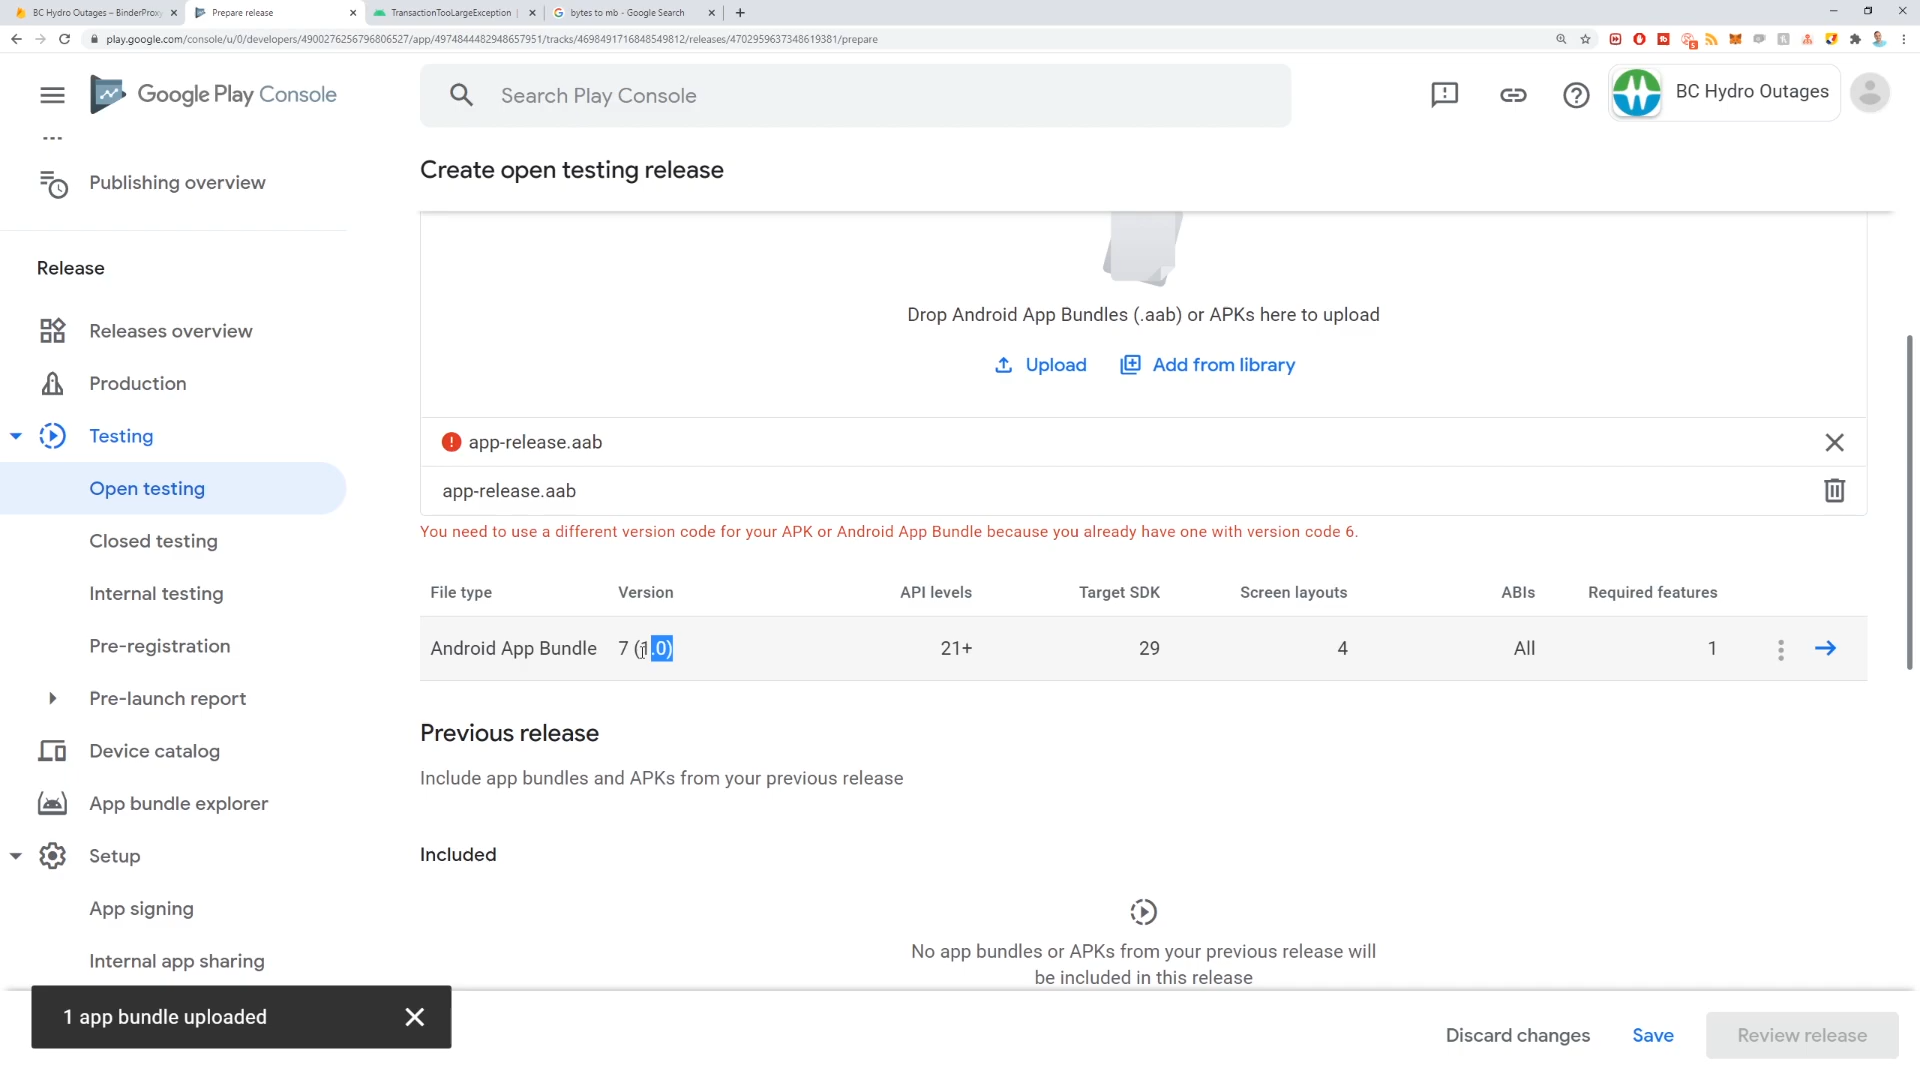 BC Hydro Outages – BinderProxy
Prepare release
TransactionTooLargeException
bytes to mb - Google Search
play.google.com/console/u/0/developers/4900276256796806527/app/4974844482948657951/tracks/4698491716848549812/releases/4702959637348619381/prepare
Google Play Console
Search Play Console
BC Hydro Outages
Create open testing release
Publishing overview
Release
Releases overview
Production
Testing
Open testing
Closed testing
Internal testing
Pre-registration
Pre-launch report
Device catalog
App bundle explorer
Setup
App signing
Internal app sharing
Drop Android App Bundles (.aab) or APKs here to upload
Upload Add from library
app-release.aab
app-release.aab
You need to use a different version code for your APK or Android App Bundle because you already have one with version code 6.
File type Version API levels Target SDK Screen layouts ABIs Required features
Android App Bundle 7 (1.0) 21+ 29 4 All 1
Previous release
Include app bundles and APKs from your previous release
Included
No app bundles or APKs from your previous release will
be included in this release
1 app bundle uploaded
Discard changes Save Review release